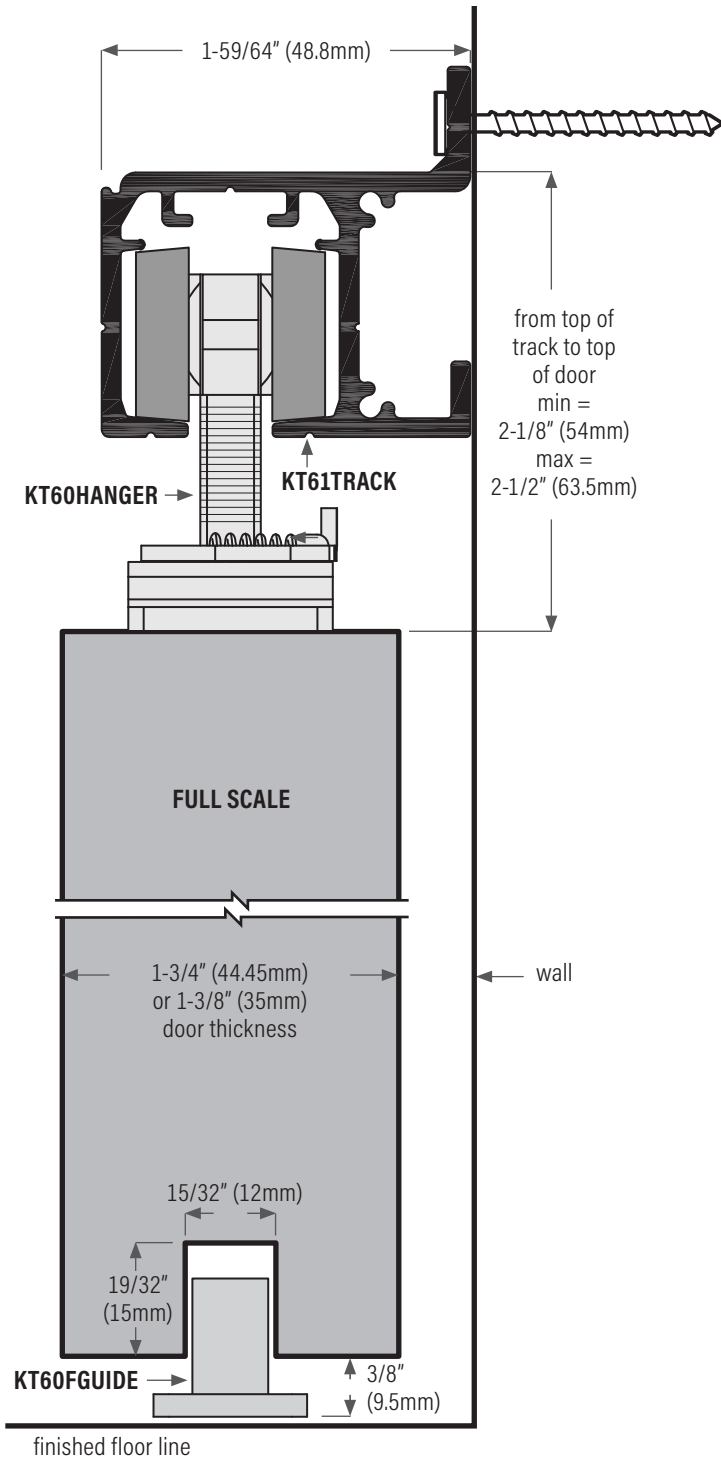 1-59/64" (48.8mm)
from top of
track to top
of door
min =
2-1/8" (54mm)
max =
2-1/2" (63.5mm)
KT61TRACK
KT60HANGER
FULL SCALE
1-3/4" (44.45mm)
or 1-3/8" (35mm)
door thickness
wall
15/32" (12mm)
19/32"
(15mm)
3/8"
(9.5mm)
KT60FGUIDE
finished floor line